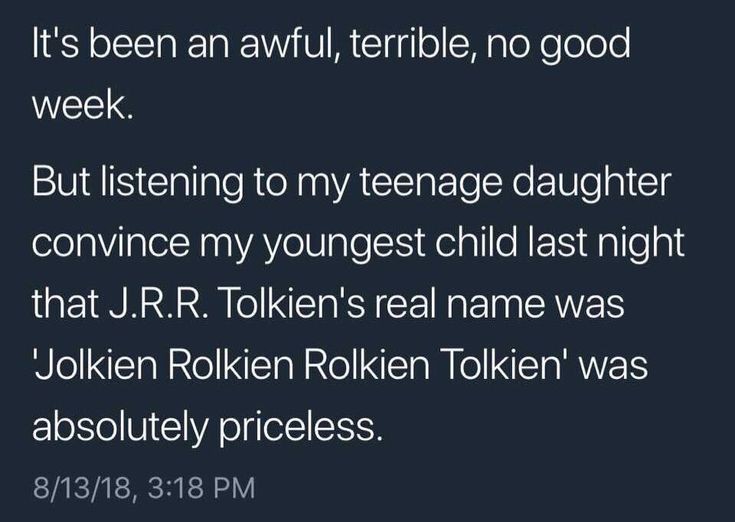 It's been an awful, terrible, no good
week.
But listening to my teenage daughter
convince my youngest child last night
that J.R.R. Tolkien's real name was
'Jolkien Rolkien Rolkien Tolkien' was
absolutely priceless.
8/13/18, 3:18 PM